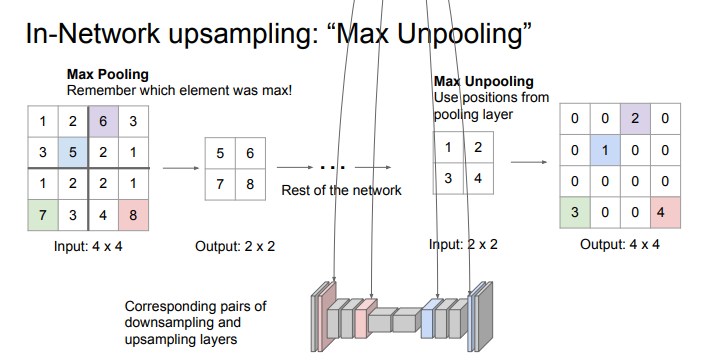 In-Network upsampling: “Max Unpooling”
Max Pooling
Remember which element was max!
1 2 6 3
3 5 2 1
1 2 2 1
7 3 4 8
Input: 4 x 4
5 6
7 8
Output: 2 x 2
...
Rest of the network
Max Unpooling
Use positions from
pooling layer
1 2
3 4
Input: 2 x 2
0 0 2 0
0 1 0 0
0 0 0 0
3 0 0 4
Output: 4 x 4
Corresponding pairs of
downsampling and
upsampling layers